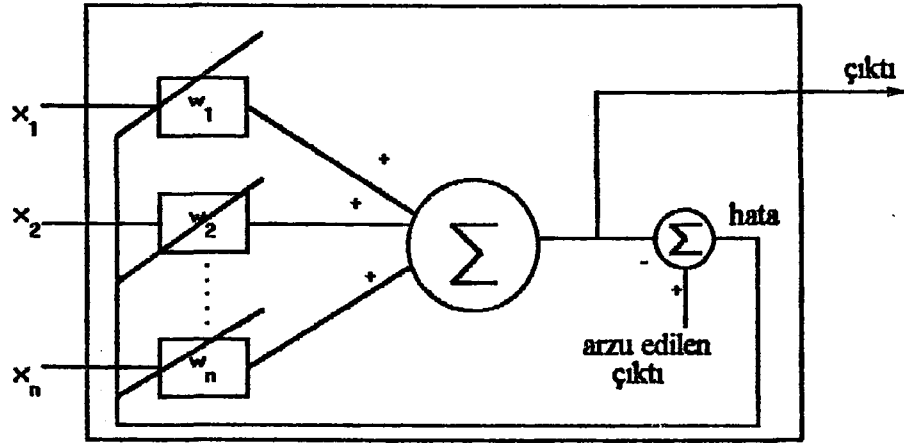 çıktı
x1
w1
+
x2
w2
+
Σ
hata
Σ
-
+
+
arzu edilen
çıktı
xn
wn